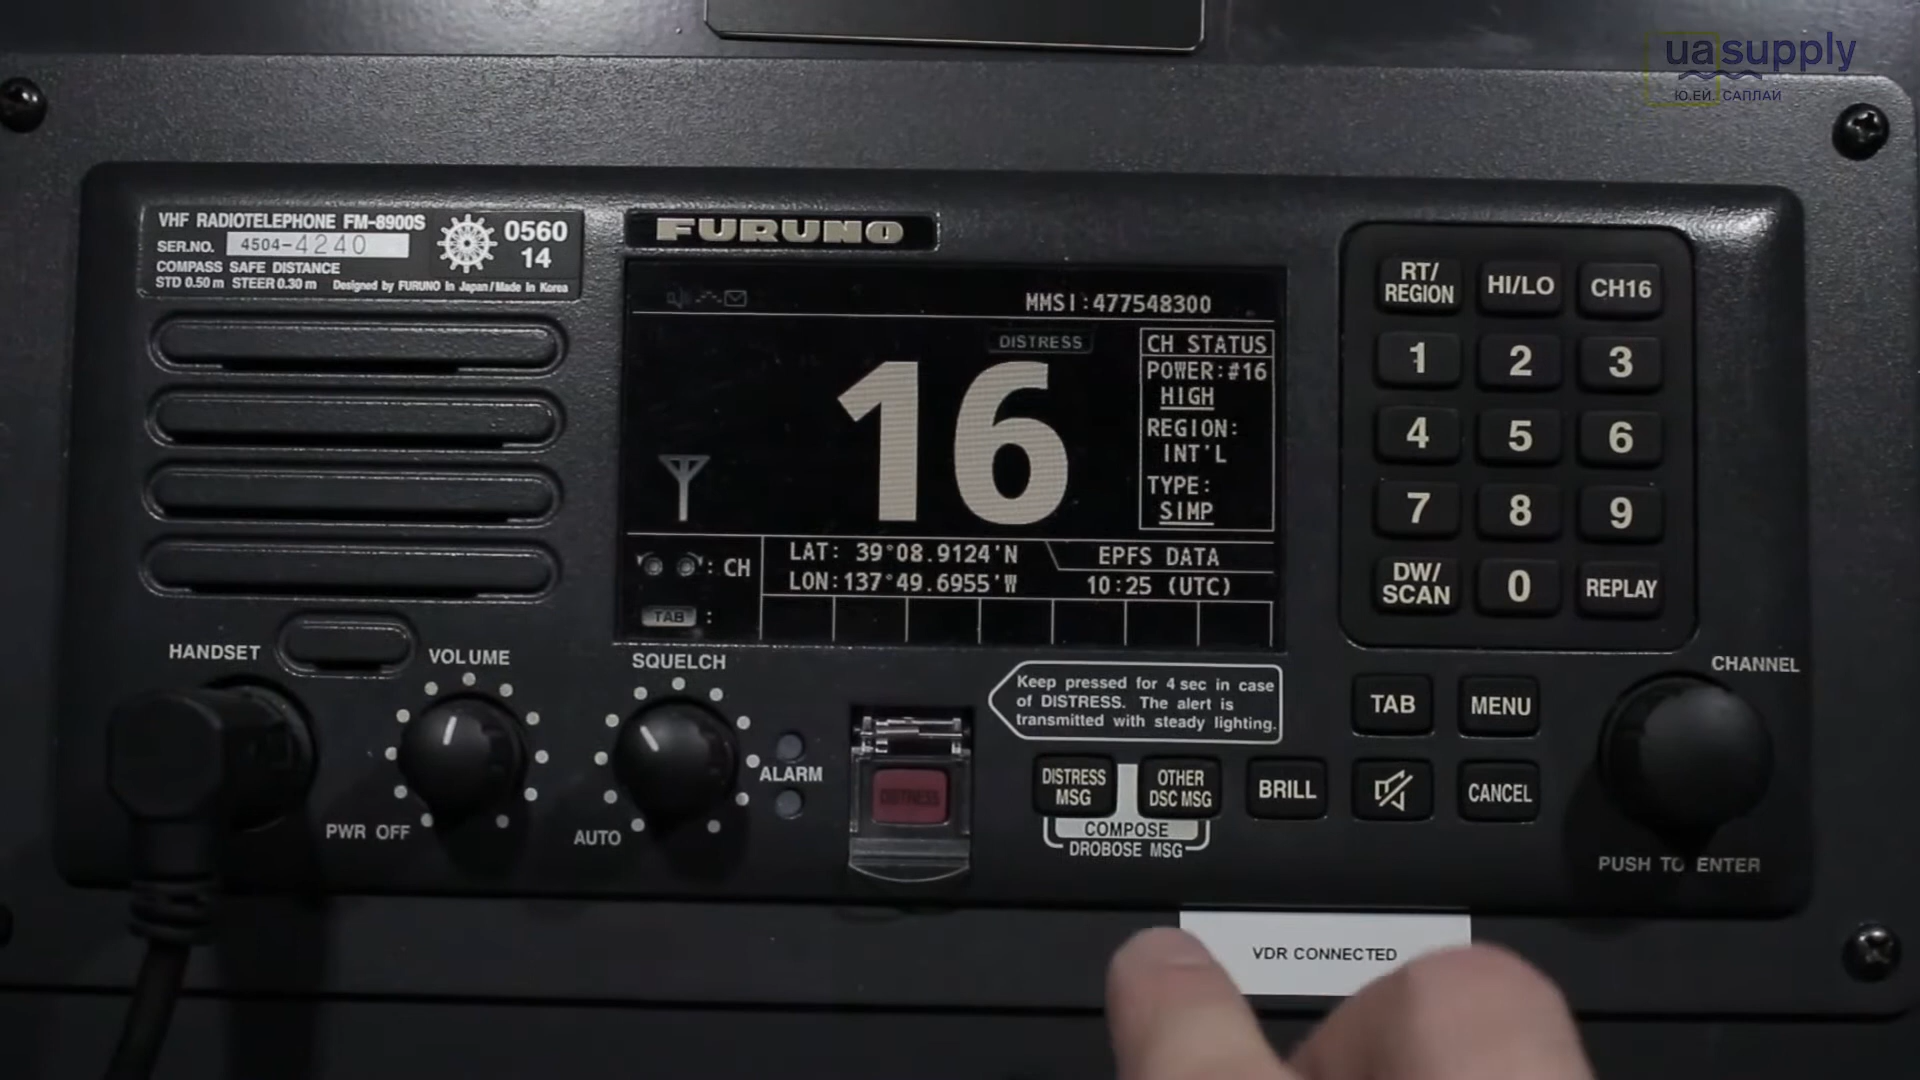 uasupply
Ю.ЕЙ. САПЛАИ
VHF RADIOTELEPHONE FM-8900S
SER.NO. 4504-4240
COMPASS SAFE DISTANCE
STD 0.50 m STEER 0.30 m Designed by FURUNO In Japan/Made in Korea
0560
14
FURUNO
MMSI:477548300
DISTRESS
16
CH STATUS
POWER:#16
HIGH
REGION:
INT'L
TYPE:
SIMP
: CH
LAT: 39°08.9124'N
LON:137°49.6955'W
EPFS DATA
10:25 (UTC)
TAB :
RT/
REGION
HI/LO
CH16
1
2
3
4
5
6
7
8
9
DW/
SCAN
0
REPLAY
HANDSET
VOLUME
PWR OFF
SQUELCH
AUTO
ALARM
DISTRESS
Keep pressed for 4 sec in case
of DISTRESS. The alert is
transmitted with steady lighting.
DISTRESS
MSG
OTHER
DSC MSG
COMPOSE
DROBOSE MSG
BRILL
TAB
MENU
CANCEL
CHANNEL
PUSH TO ENTER
VDR CONNECTED